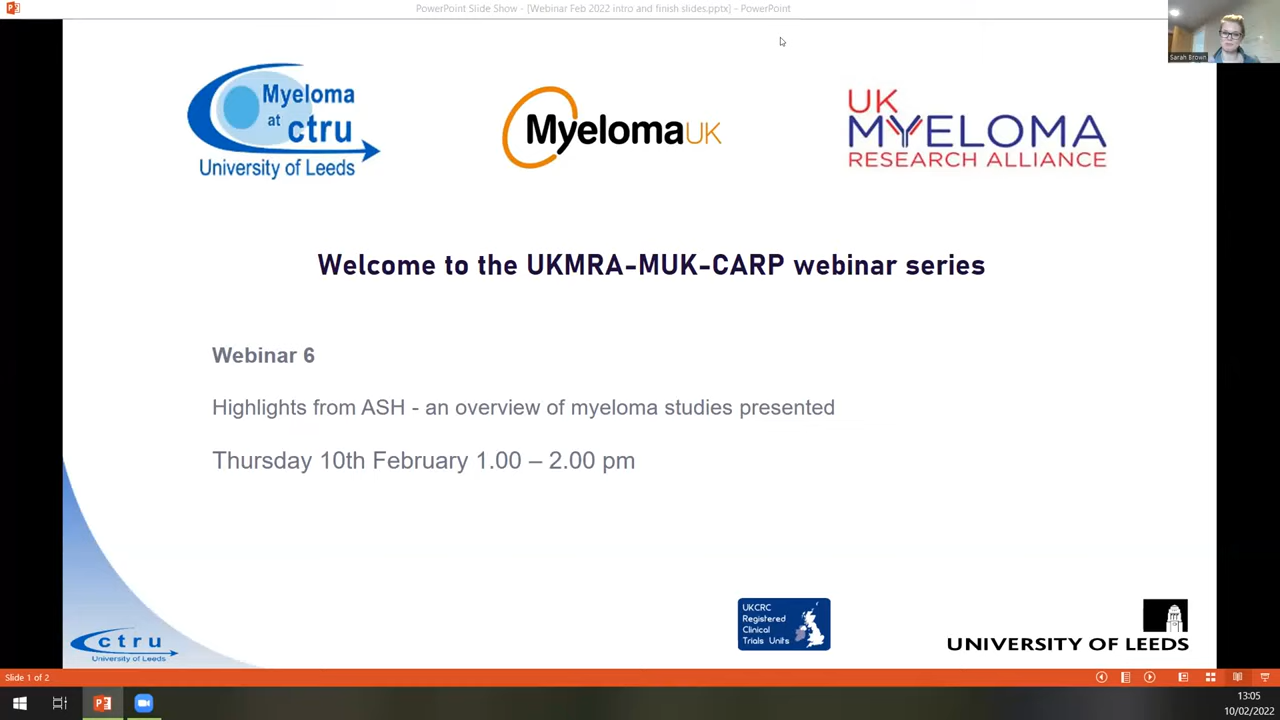 PowerPoint Slide Show - [Webinar Feb 2022 intro and finish slides.pptx] - PowerPoint
Sarah Brown
Myeloma
at
ctru
University of Leeds
MyelomaUK
UK
MYELOMA
RESEARCH ALLIANCE
Welcome to the UKMRA-MUK-CARP webinar series
Webinar 6
Highlights from ASH - an overview of myeloma studies presented
Thursday 10th February 1.00 – 2.00 pm
UKCRC
Registered
Clinical
Trials Units
ctru
University of Leeds
UNIVERSITY OF LEEDS
Slide 1 of 2
13:05
10/02/2022